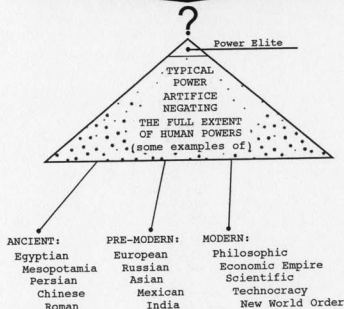 ?
Power Elite
TYPICAL
POWER
ARTIFICE
NEGATING
THE FULL EXTENT
OF HUMAN POWERS
(some examples of)
ANCIENT:
Egyptian
Mesopotamia
Persian
Chinese
Roman
PRE-MODERN:
European
Russian
Asian
Mexican
India
MODERN:
Philosophic
Economic Empire
Scientific
Technocracy
New World Order